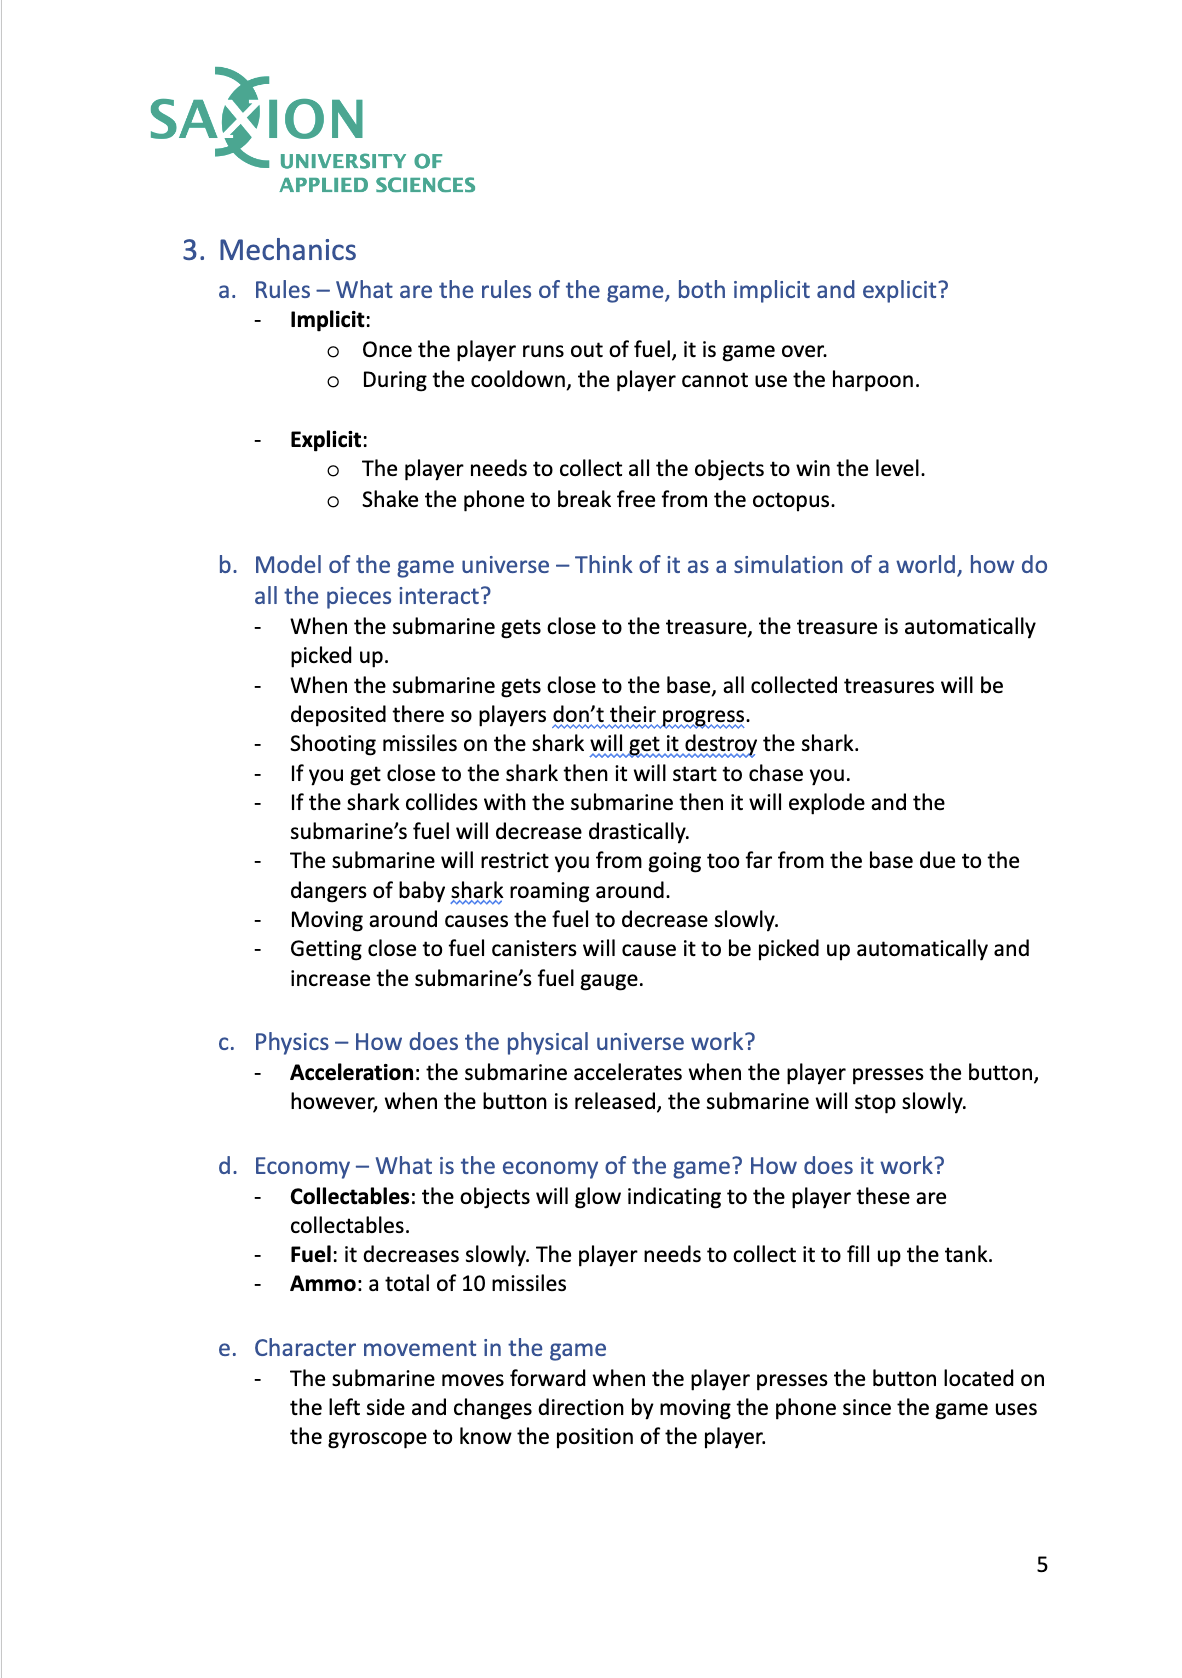 SAXION
UNIVERSITY OF
APPLIED SCIENCES
3. Mechanics
a. Rules – What are the rules of the game, both implicit and explicit?
- Implicit:
o Once the player runs out of fuel, it is game over.
o During the cooldown, the player cannot use the harpoon.
- Explicit:
o The player needs to collect all the objects to win the level.
o Shake the phone to break free from the octopus.
b. Model of the game universe – Think of it as a simulation of a world, how do
all the pieces interact?
- When the submarine gets close to the treasure, the treasure is automatically
picked up.
- When the submarine gets close to the base, all collected treasures will be
deposited there so players don’t their progress.
- Shooting missiles on the shark will get it destroy the shark.
- If you get close to the shark then it will start to chase you.
- If the shark collides with the submarine then it will explode and the
submarine’s fuel will decrease drastically.
- The submarine will restrict you from going too far from the base due to the
dangers of baby shark roaming around.
- Moving around causes the fuel to decrease slowly.
- Getting close to fuel canisters will cause it to be picked up automatically and
increase the submarine’s fuel gauge.
c. Physics – How does the physical universe work?
- Acceleration: the submarine accelerates when the player presses the button,
however, when the button is released, the submarine will stop slowly.
d. Economy – What is the economy of the game? How does it work?
- Collectables: the objects will glow indicating to the player these are
collectables.
- Fuel: it decreases slowly. The player needs to collect it to fill up the tank.
- Ammo: a total of 10 missiles
e. Character movement in the game
- The submarine moves forward when the player presses the button located on
the left side and changes direction by moving the phone since the game uses
the gyroscope to know the position of the player.
5